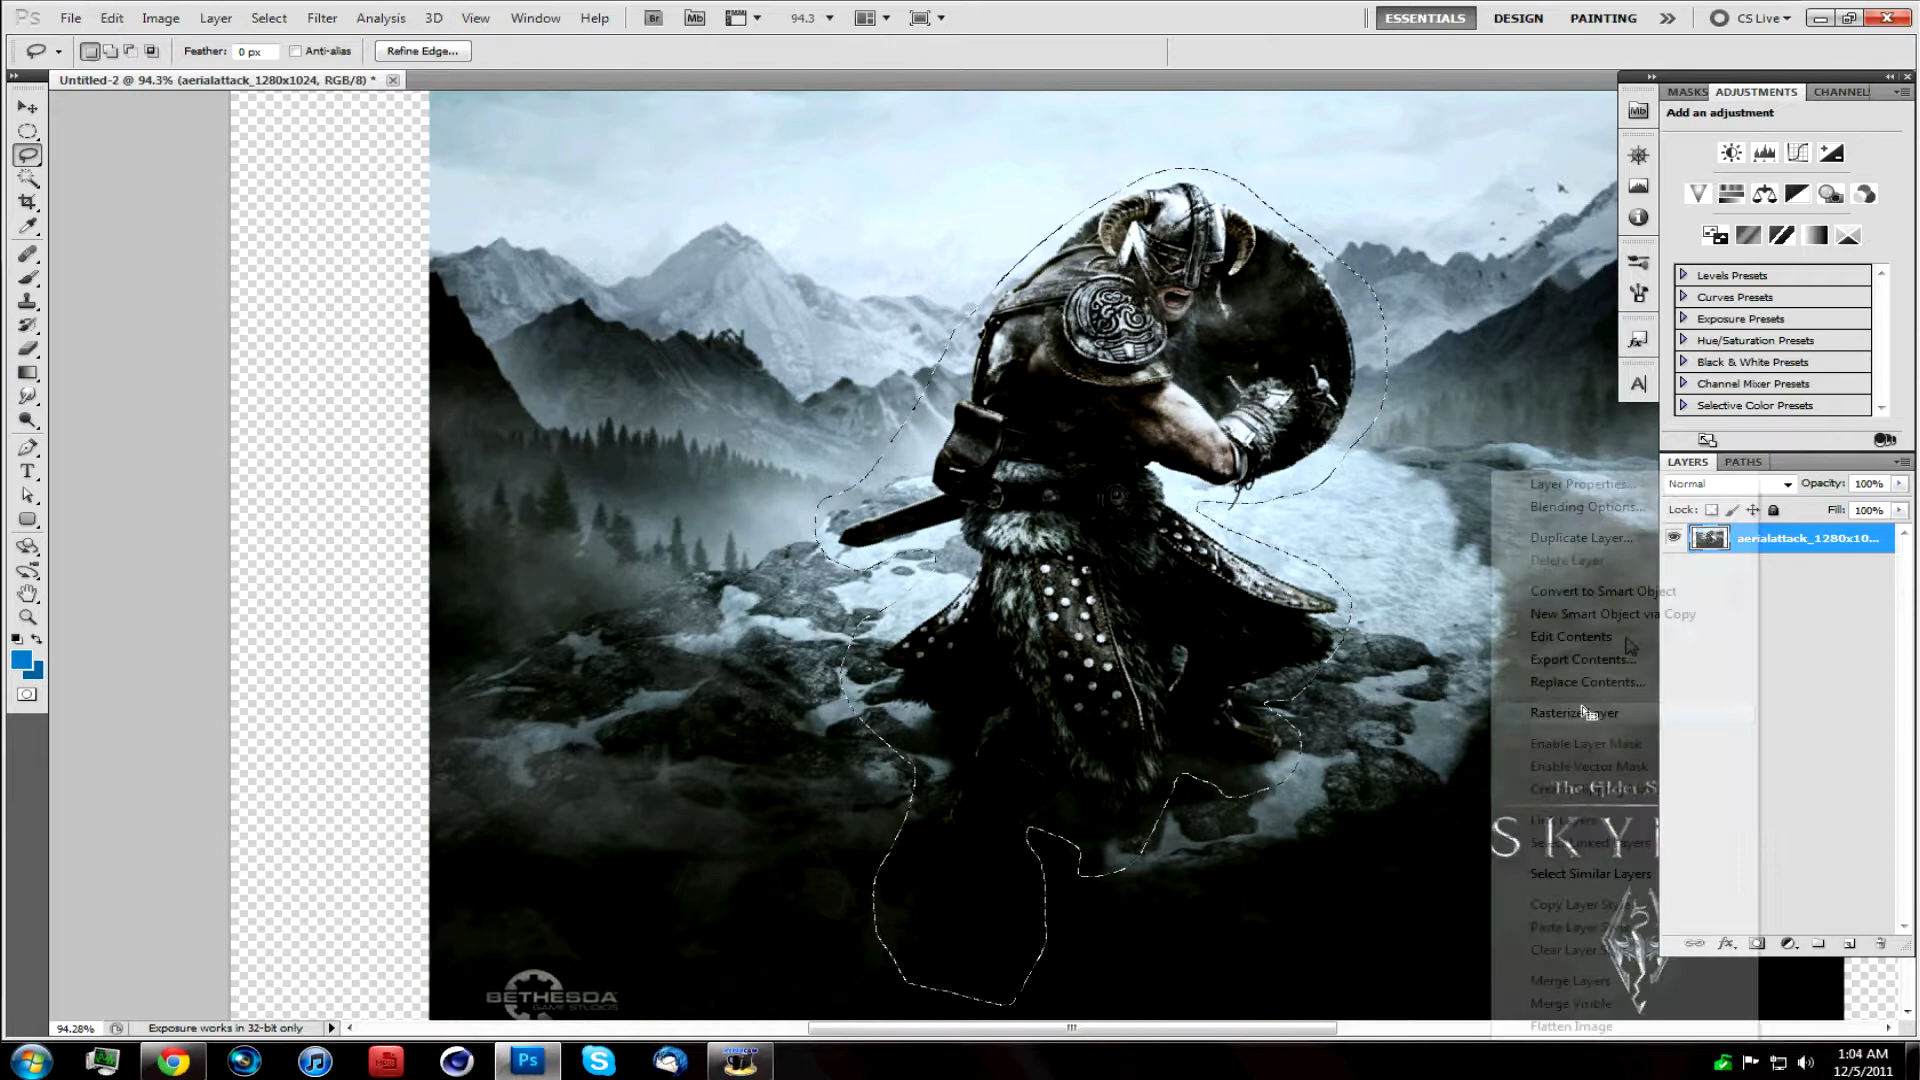 Ps File Edit Image Layer Select Filter Analysis 3D View Window Help Br Mb 94.3 ESSENTIALS DESIGN PAINTING CS Live
Feather: 0 px Anti-alias Refine Edge...
Untitled-2 @ 94.3% (aerialattack_1280x1024, RGB/8) *
MASKS ADJUSTMENTS CHANNEL
Mb
Add an adjustment
Levels Presets
Curves Presets
Exposure Presets
Hue/Saturation Presets
Black & White Presets
Channel Mixer Presets
Selective Color Presets
LAYERS PATHS
Normal Opacity: 100%
Lock: Fill: 100%
aerialattack_1280x10...
Layer Properties...
Blending Options...
Duplicate Layer...
Delete Layer
Convert to Smart Object
New Smart Object via Copy
Edit Contents
Export Contents...
Replace Contents...
Rasterize Layer
Enable Layer Mask
Enable Vector Mask
Link Layers
Select Linked Layers
Select Similar Layers
Copy Layer Style
Paste Layer Style
Clear Layer
Merge Layers
Merge Visible
Flatten Image
The Elder S
SKY
BETHESDA
GAME STUDIOS
94.28% Exposure works in 32-bit only
Ps
1:04 AM
12/5/2011